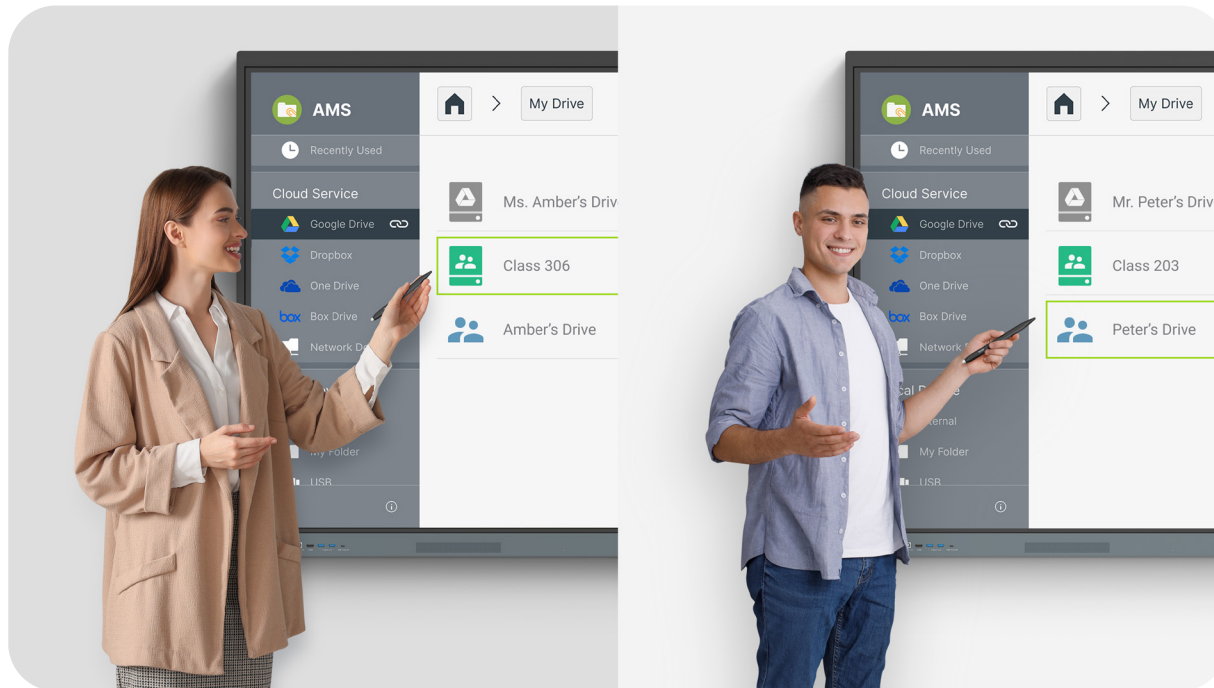 AMS
My Drive
Recently Used
Cloud Service
Ms. Amber's Driv
Google Drive
Dropbox
Class 306
One Drive
Box Drive
Amber's Drive
Network
My Folder
USB
AMS
My Drive
Recently Used
Cloud Service
Mr. Peter's Driv
Google Drive
Dropbox
Class 203
One Drive
Box Drive
Peter's Drive
Network
My Folder
USB